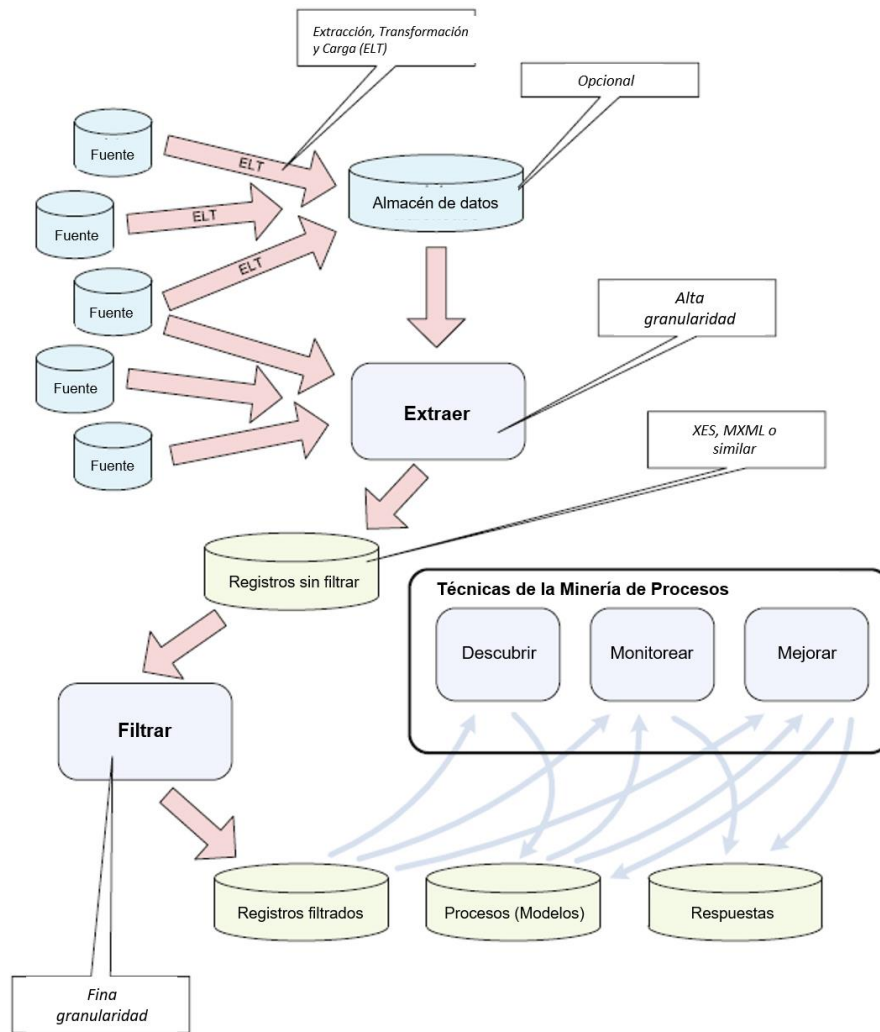 Extracción, Transformación
y Carga (ELT)
Opcional
Fuente
ELT
Almacén de datos
Fuente
ELT
Fuente
ELT
Alta
granularidad
Fuente
Extraer
XES, MXML o
similar
Fuente
Registros sin filtrar
Técnicas de la Minería de Procesos
Descubrir
Monitorear
Mejorar
Filtrar
Registros filtrados
Procesos (Modelos)
Respuestas
Fina
granularidad